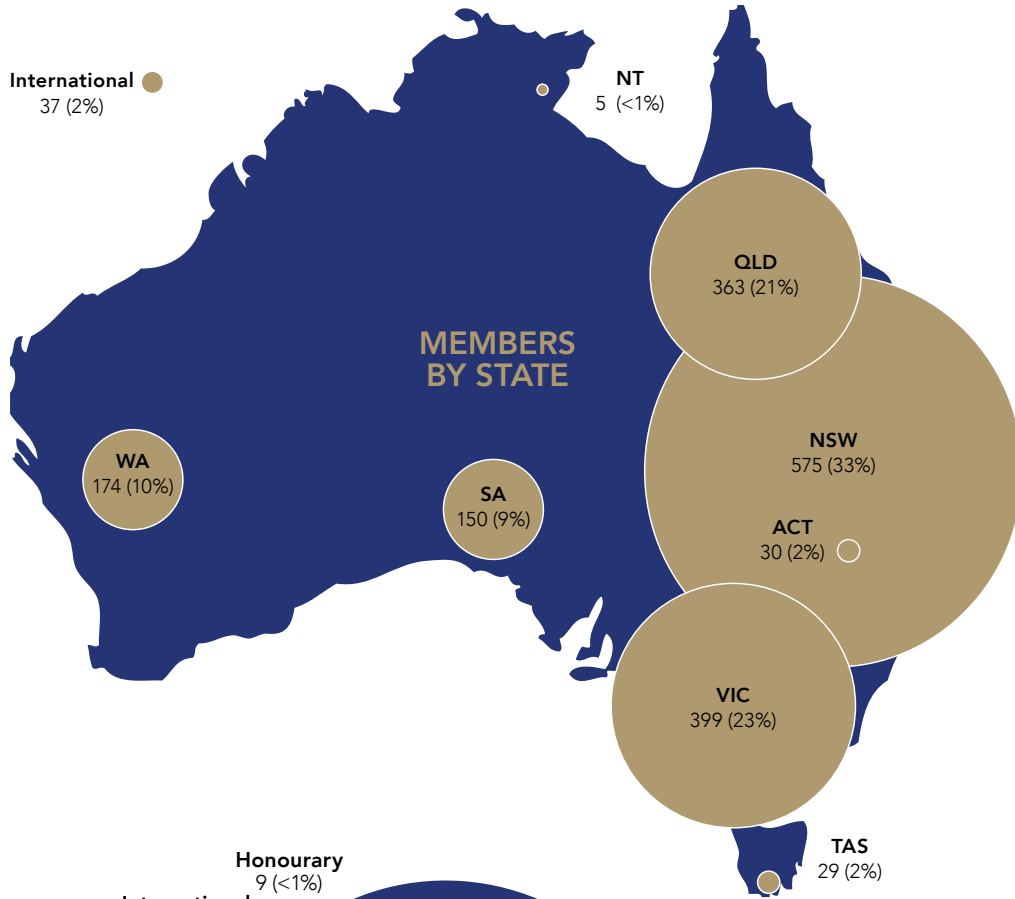 International
37 (2%)
NT
5 (<1%)
QLD
363 (21%)
MEMBERS
BY STATE
NSW
575 (33%)
WA
174 (10%)
SA
150 (9%)
ACT
30 (2%)
VIC
399 (23%)
TAS
29 (2%)
Honourary
9 (<1%)
International